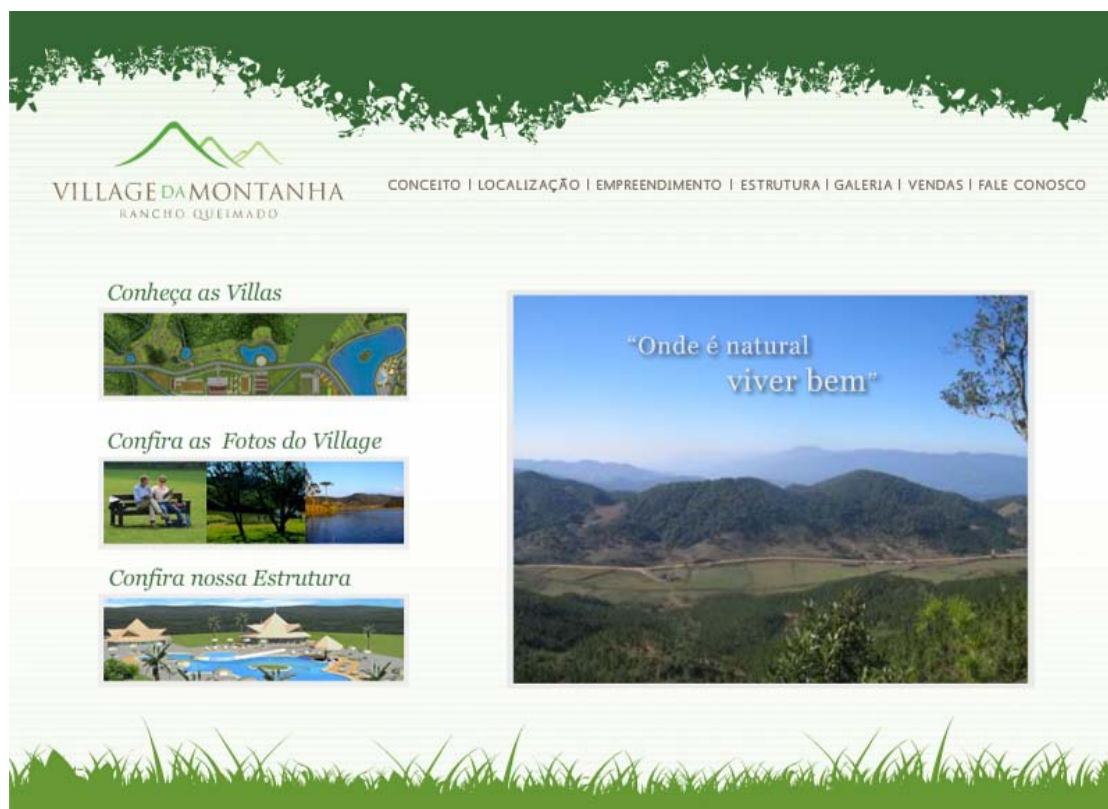 VILLAGE DA MONTANHA
RANCHO QUEIMADO
CONCEITO | LOCALIZAÇÃO | EMPREENDIMENTO | ESTRUTURA | GALERIA | VENDAS | FALE CONOSCO
Conheça as Villas
Confira as Fotos do Village
Confira nossa Estrutura
“Onde é natural
viver bem”